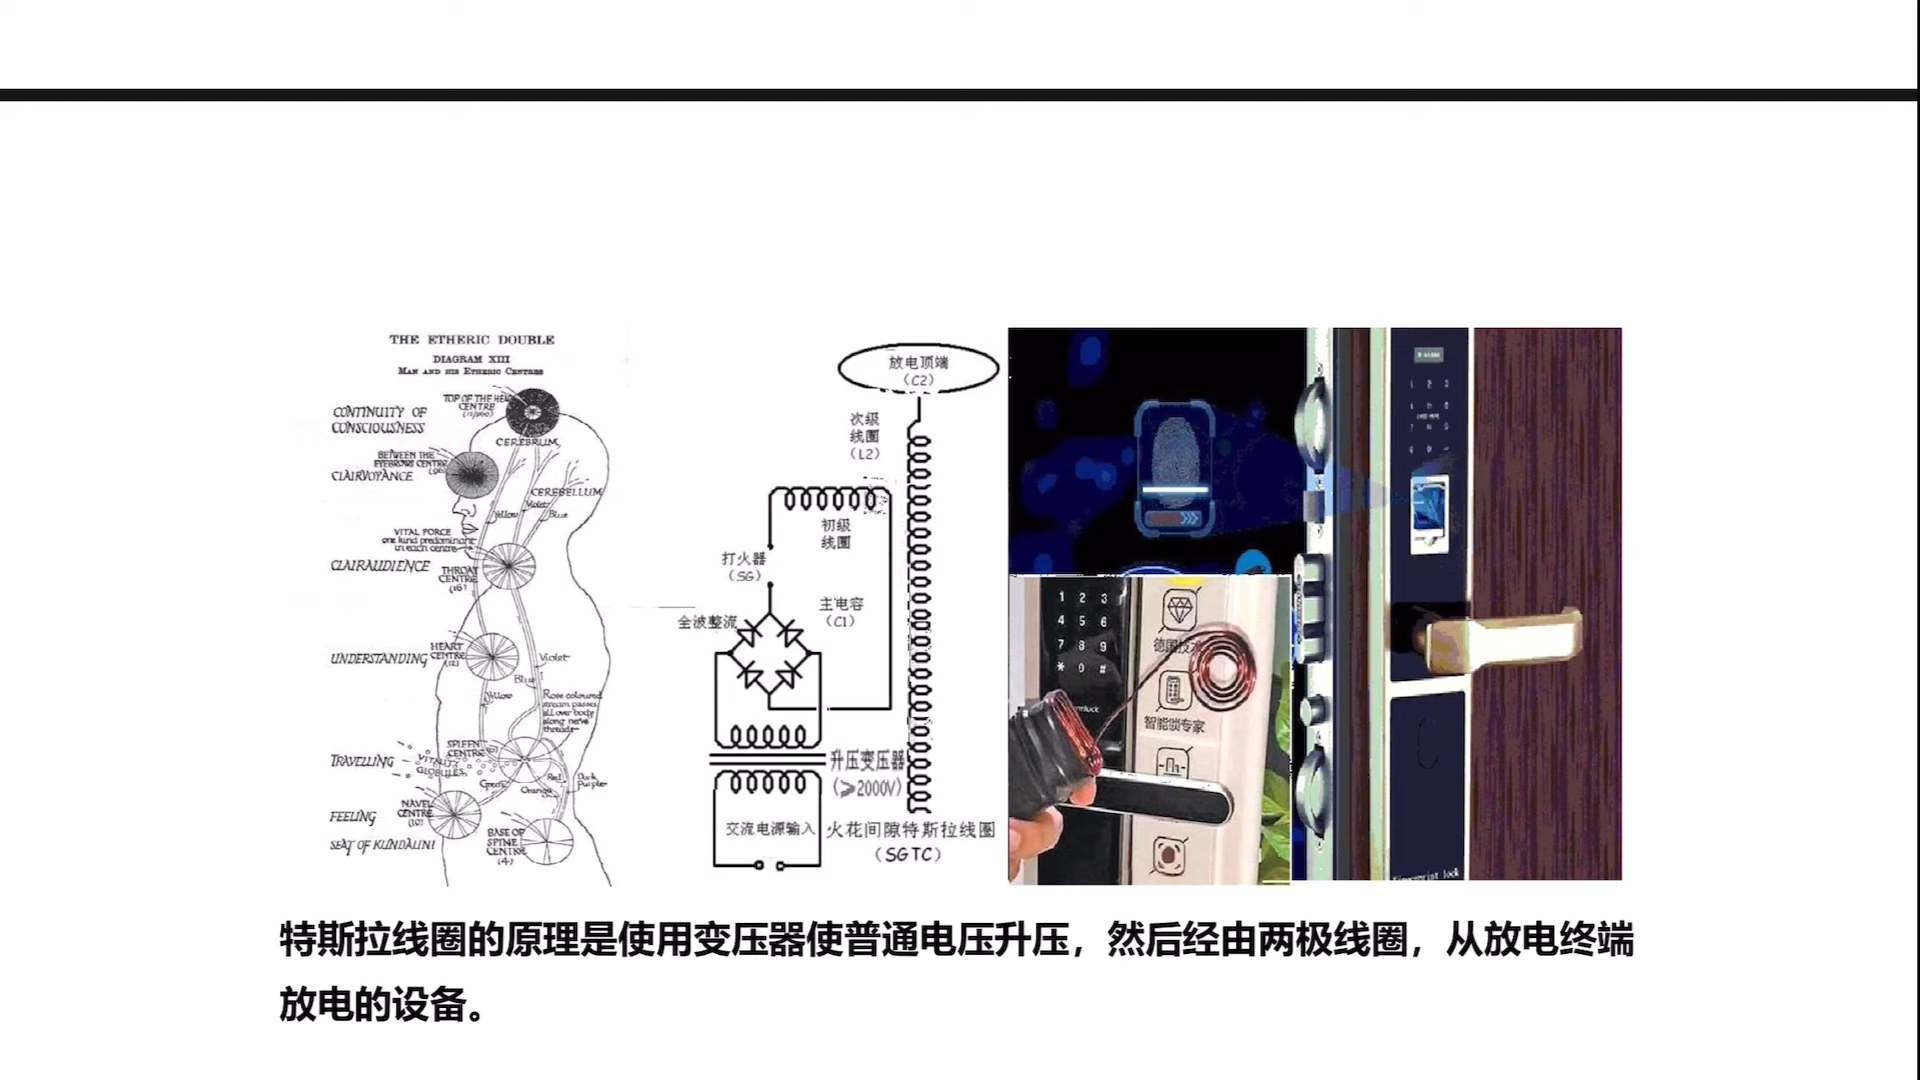 THE ETHERIC DOUBLE
DIAGRAM XIII
MAN AND HIS ETHERIC CENTRES
CONTINUITY OF
CONSCIOUSNESS
TOP OF THE HEAD
CENTRE
CEREBRUM
BETWEEN THE
EYEBROWS CENTRE
(96)
CLAIRVOYANCE
CEREBELLUM
Yellow
Violet
Blue
VITAL FORCE
one kind predominant
in each centre
CLAIRAUDIENCE
THROAT
CENTRE
(16)
UNDERSTANDING
HEART
CENTRE
(12)
Violet
Blue
Yellow
Rose coloured
stream passes
all over body
along nerve
threads
TRAVELLING
SPLEEN
CENTRE
VITALITY
GLOBULES
Green
Red
Orange
Dark
Purple
FEELING
NAVEL
CENTRE
(10)
SEAT OF KUNDALINI
BASE OF
SPINE
CENTRE
(4)
放电顶端
(C2)
次级
线圈
(L2)
初级
线圈
打火器
(SG)
主电容
(C1)
全波整流
升压变压器
(⩾2000V)
交流电源输入
火花间隙特斯拉线圈
(SGTC)
1 2 3
4 5 6
7 8 9
* 0 #
德国技术
智能锁专家
Fingerprint lock
特斯拉线圈的原理是使用变压器使普通电压升压，然后经由两极线圈，从放电终端
放电的设备。